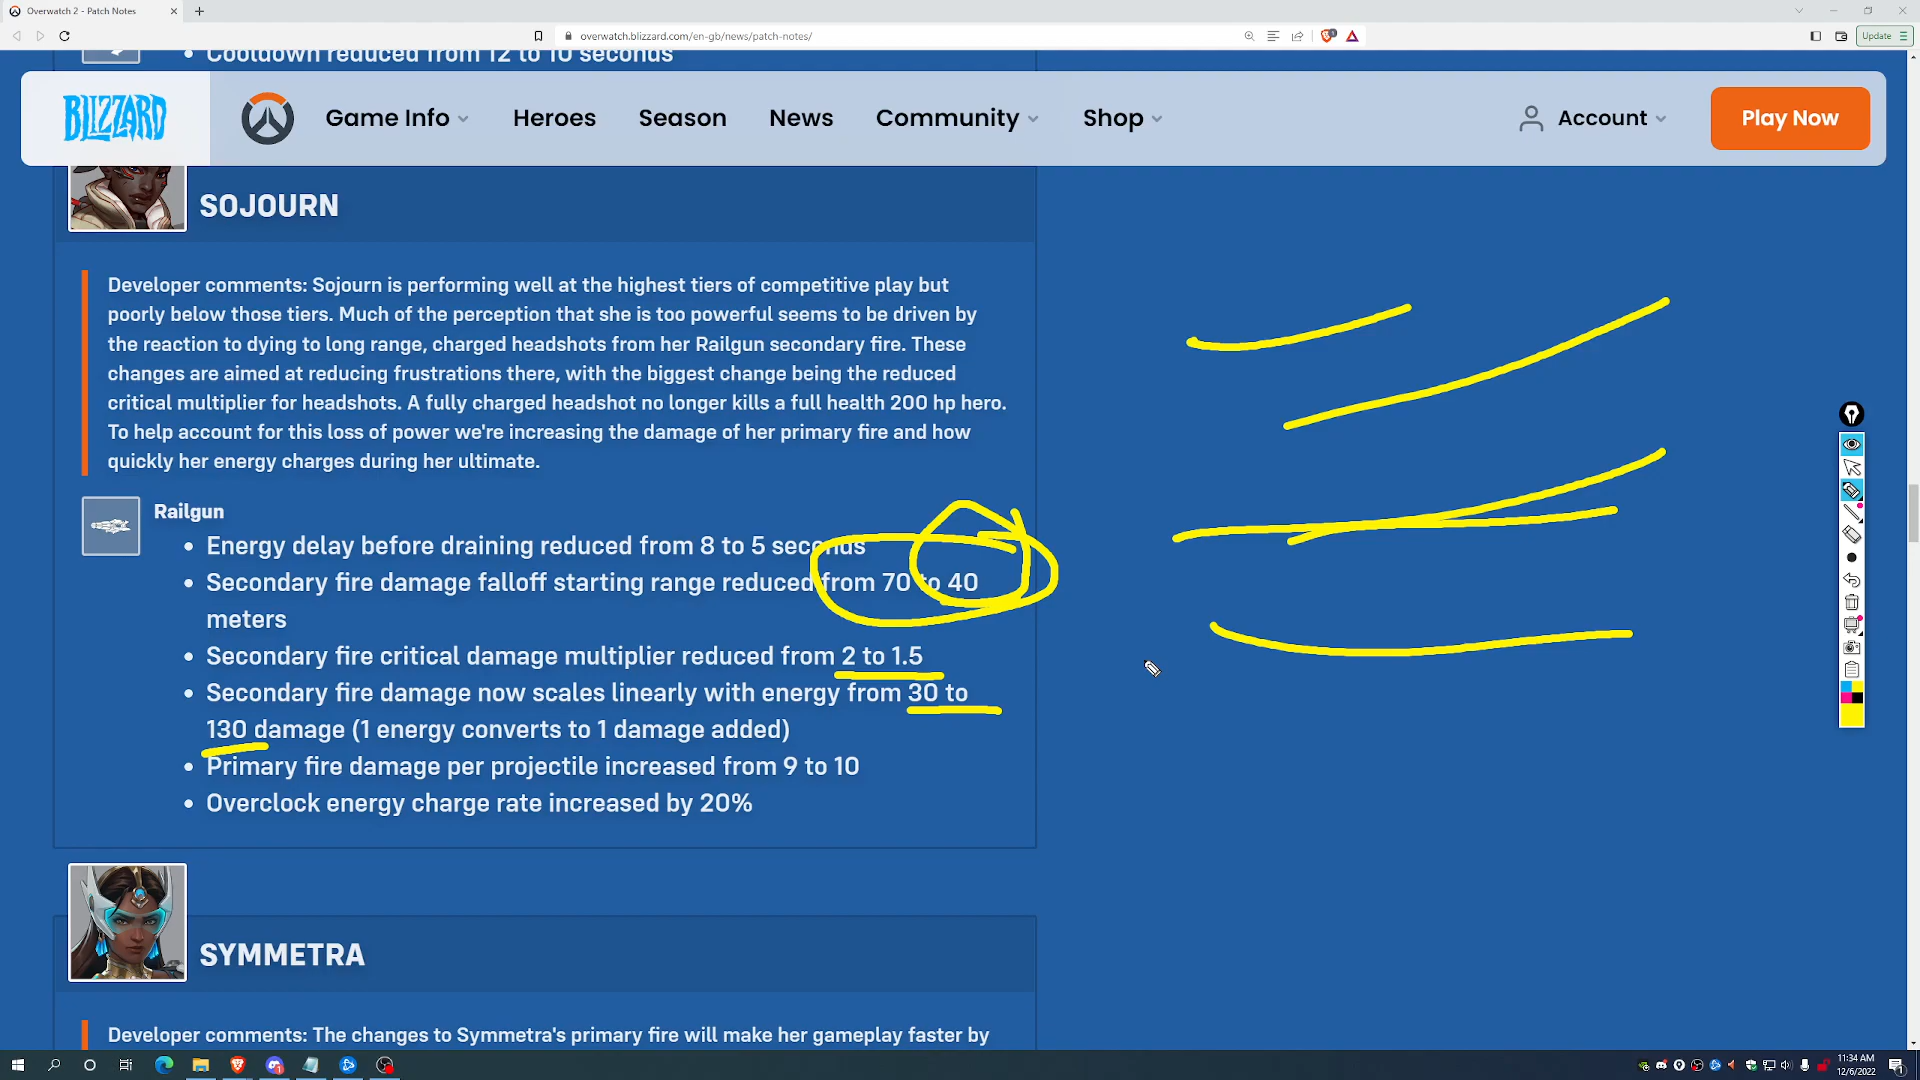 Overwatch 2 - Patch Notes
overwatch.blizzard.com/en-gb/news/patch-notes/
Update
Cooldown reduced from 12 to 10 seconds
BLIZZARD
Game Info
Heroes
Season
News
Community
Shop
Account
Play Now
SOJOURN
Developer comments: Sojourn is performing well at the highest tiers of competitive play but
poorly below those tiers. Much of the perception that she is too powerful seems to be driven by
the reaction to dying to long range, charged headshots from her Railgun secondary fire. These
changes are aimed at reducing frustrations there, with the biggest change being the reduced
critical multiplier for headshots. A fully charged headshot no longer kills a full health 200 hp hero.
To help account for this loss of power we're increasing the damage of her primary fire and how
quickly her energy charges during her ultimate.
Railgun
Energy delay before draining reduced from 8 to 5 seconds
Secondary fire damage falloff starting range reduced from 70 to 40
meters
Secondary fire critical damage multiplier reduced from 2 to 1.5
Secondary fire damage now scales linearly with energy from 30 to
130 damage (1 energy converts to 1 damage added)
Primary fire damage per projectile increased from 9 to 10
Overclock energy charge rate increased by 20%
SYMMETRA
Developer comments: The changes to Symmetra's primary fire will make her gameplay faster by
11:34 AM
12/6/2022